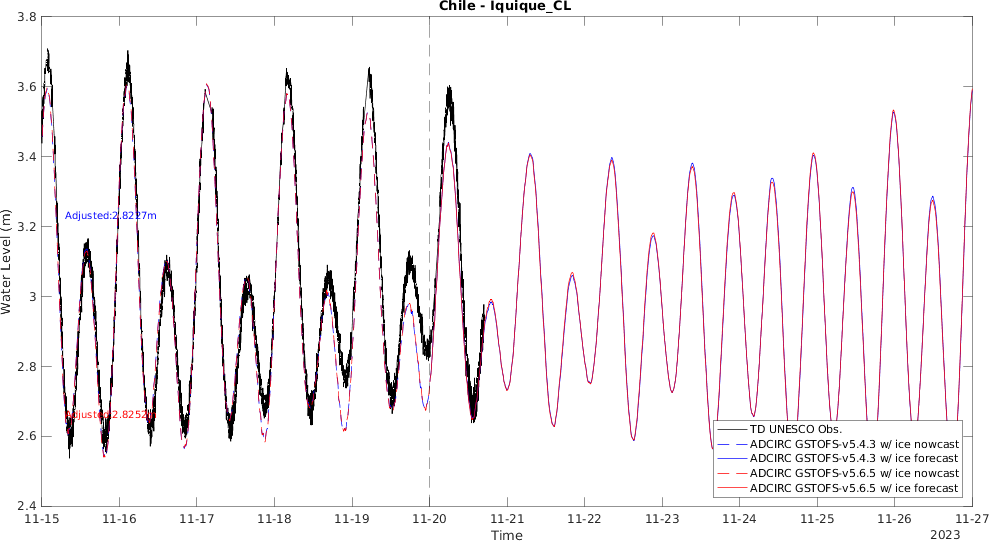 Chile - Iquique_CL
3.8
3.6
3.4
3.2
3
2.8
2.6
2.4
Water Level (m)
Adjusted:2.8227m
TD UNESCO Obs.
ADCIRC GSTOFS-v5.4.3 w/ ice nowcast
ADCIRC GSTOFS-v5.4.3 w/ ice forecast
ADCIRC GSTOFS-v5.6.5 w/ ice nowcast
ADCIRC GSTOFS-v5.6.5 w/ ice forecast
11-15 11-16 11-17 11-18 11-19 11-20 11-21 11-22 11-23 11-24 11-25 11-26 11-27
Time
2023